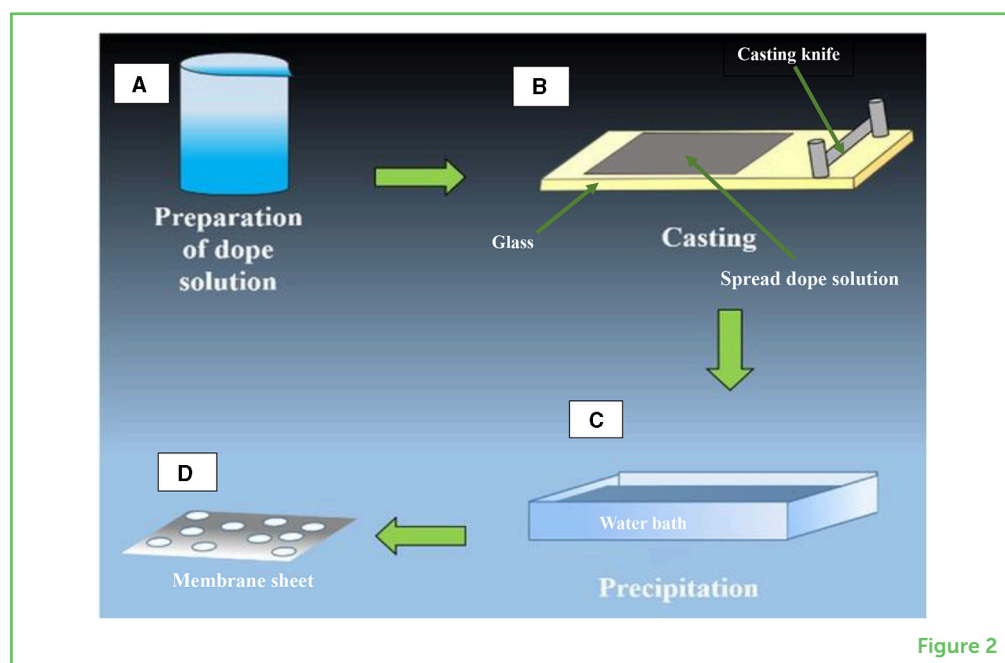 A
Preparation
of dope
solution
B
Casting knife
Glass
Casting
Spread dope solution
C
Water bath
Precipitation
D
Membrane sheet
Figure 2